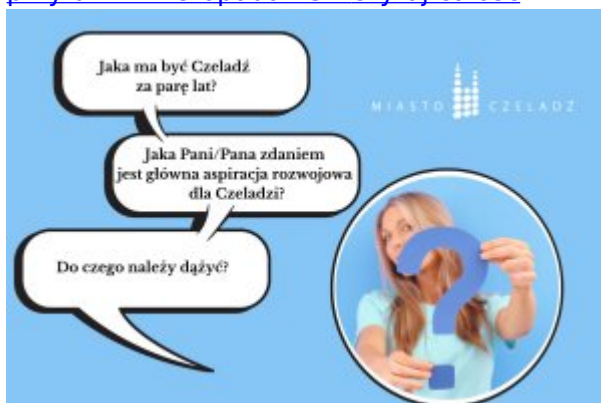 Jaka ma być Czeladź
za parę lat?
MIASTO CZELADŹ
Jaka Pani/Pana zdaniem
jest główna aspiracja rozwojowa
dla Czeladzi?
Do czego należy dążyć?